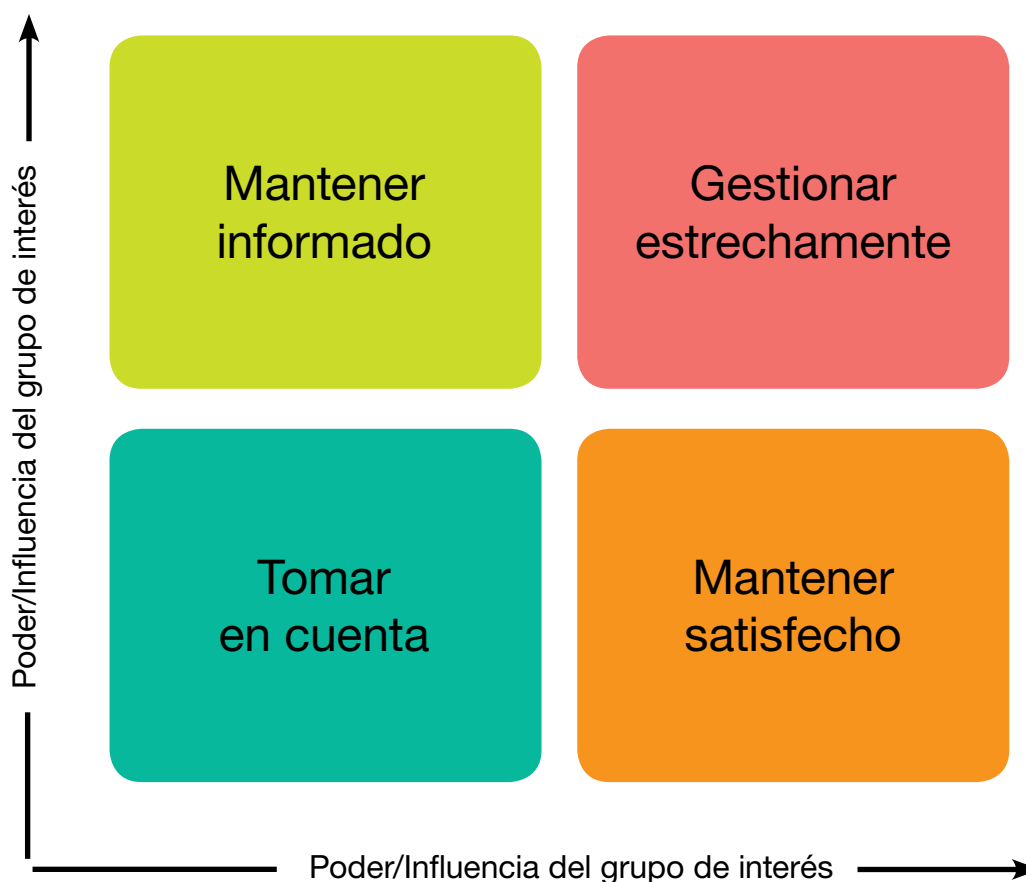 Poder/Influencia del grupo de interés
Mantener
informado
Gestionar
estrechamente
Tomar
en cuenta
Mantener
satisfecho
Poder/Influencia del grupo de interés